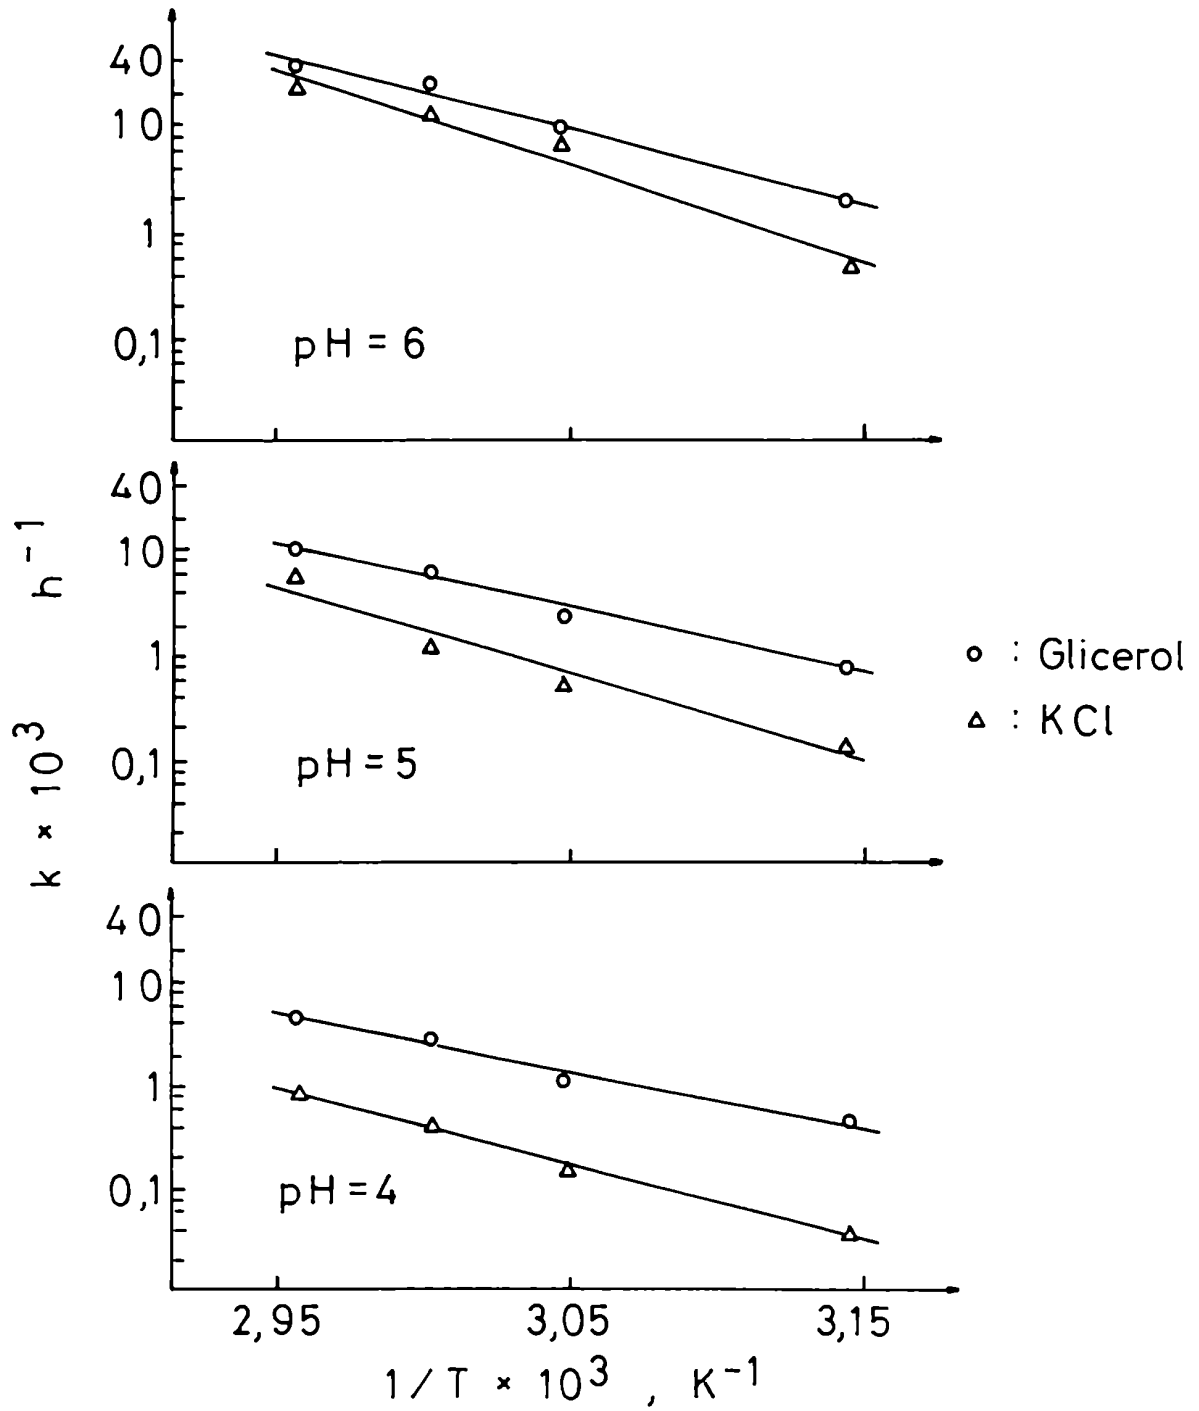 40
10
1
0,1
pH = 6
40
10
1
0,1
pH = 5
k × 10³ h⁻¹
o : Glicerol
△ : KCl
40
10
1
0,1
pH = 4
2,95 3,05 3,15
1/T × 10³ , K⁻¹